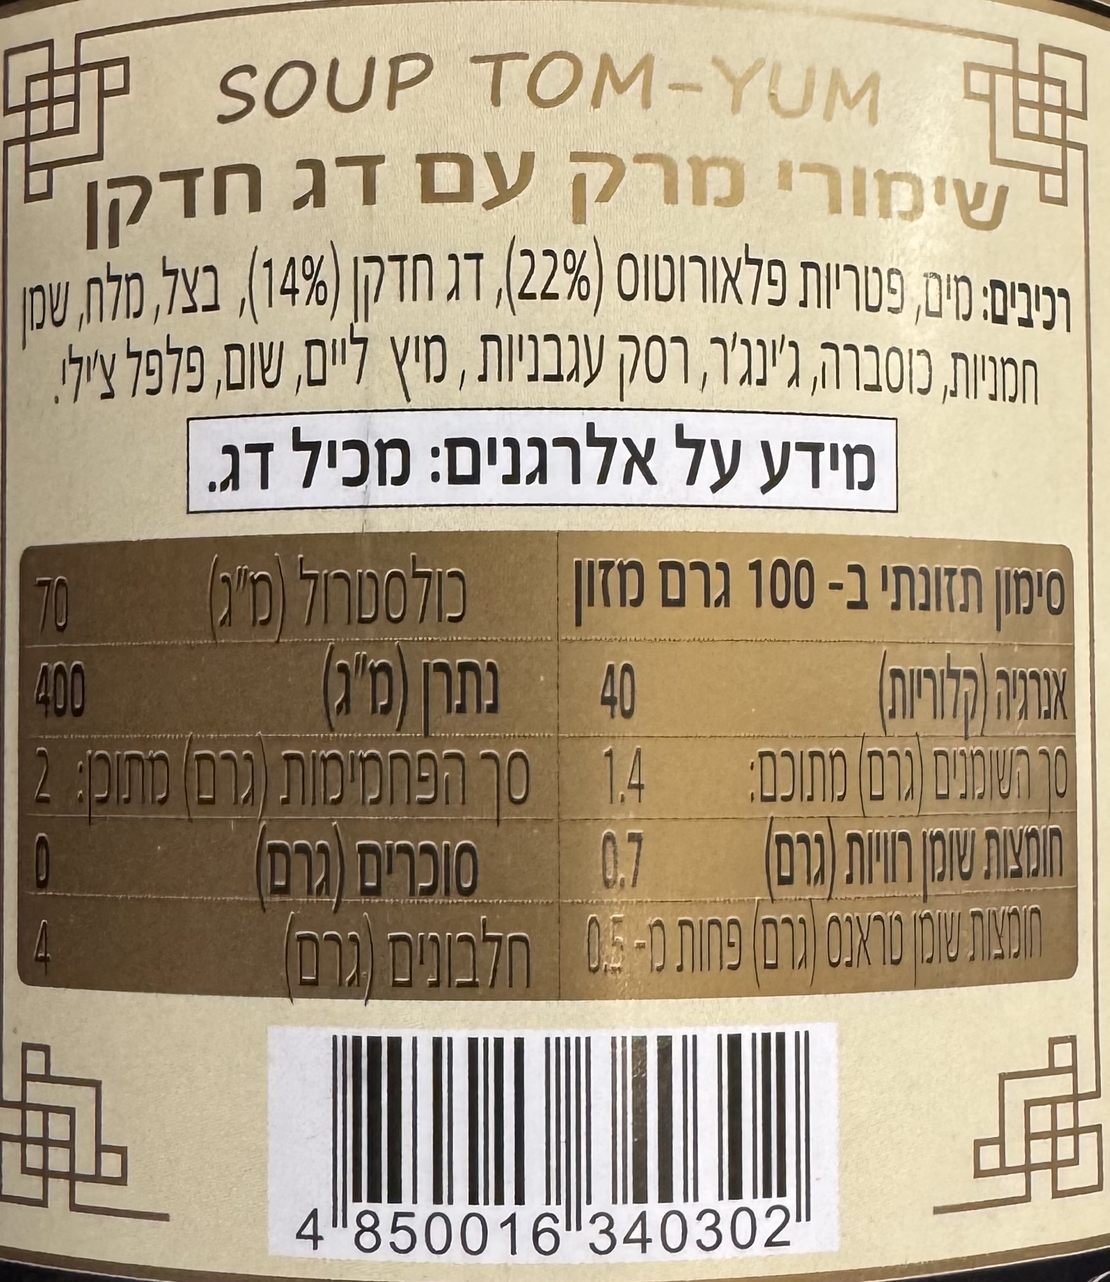 SOUP TOM-YUM
שימורי מרק עם דג חדקן
רכיבים: מים, פטריות פלאורוטוס (22%), דג חדקן (14%), בצל, מלח, שמן
חמניות, כוסברה, ג'ינג'ר, רסק עגבניות, מיץ ליים, שום, פלפל צ'ילי.
מידע על אלרגנים: מכיל דג.
סימון תזונתי ב- 100 גרם מזון
אנרגיה (קלוריות) 40
סך השומנים (גרם) מתוכם: 1.4
חומצות שומן רוויות (גרם) 0.7
חומצות שומן טראנס (גרם) פחות מ- 0.5
כולסטרול (מ"ג) 70
נתרן (מ"ג) 400
סך הפחמימות (גרם) מתוכן: 2
סוכרים (גרם) 0
חלבונים (גרם) 4
4 850016 340302